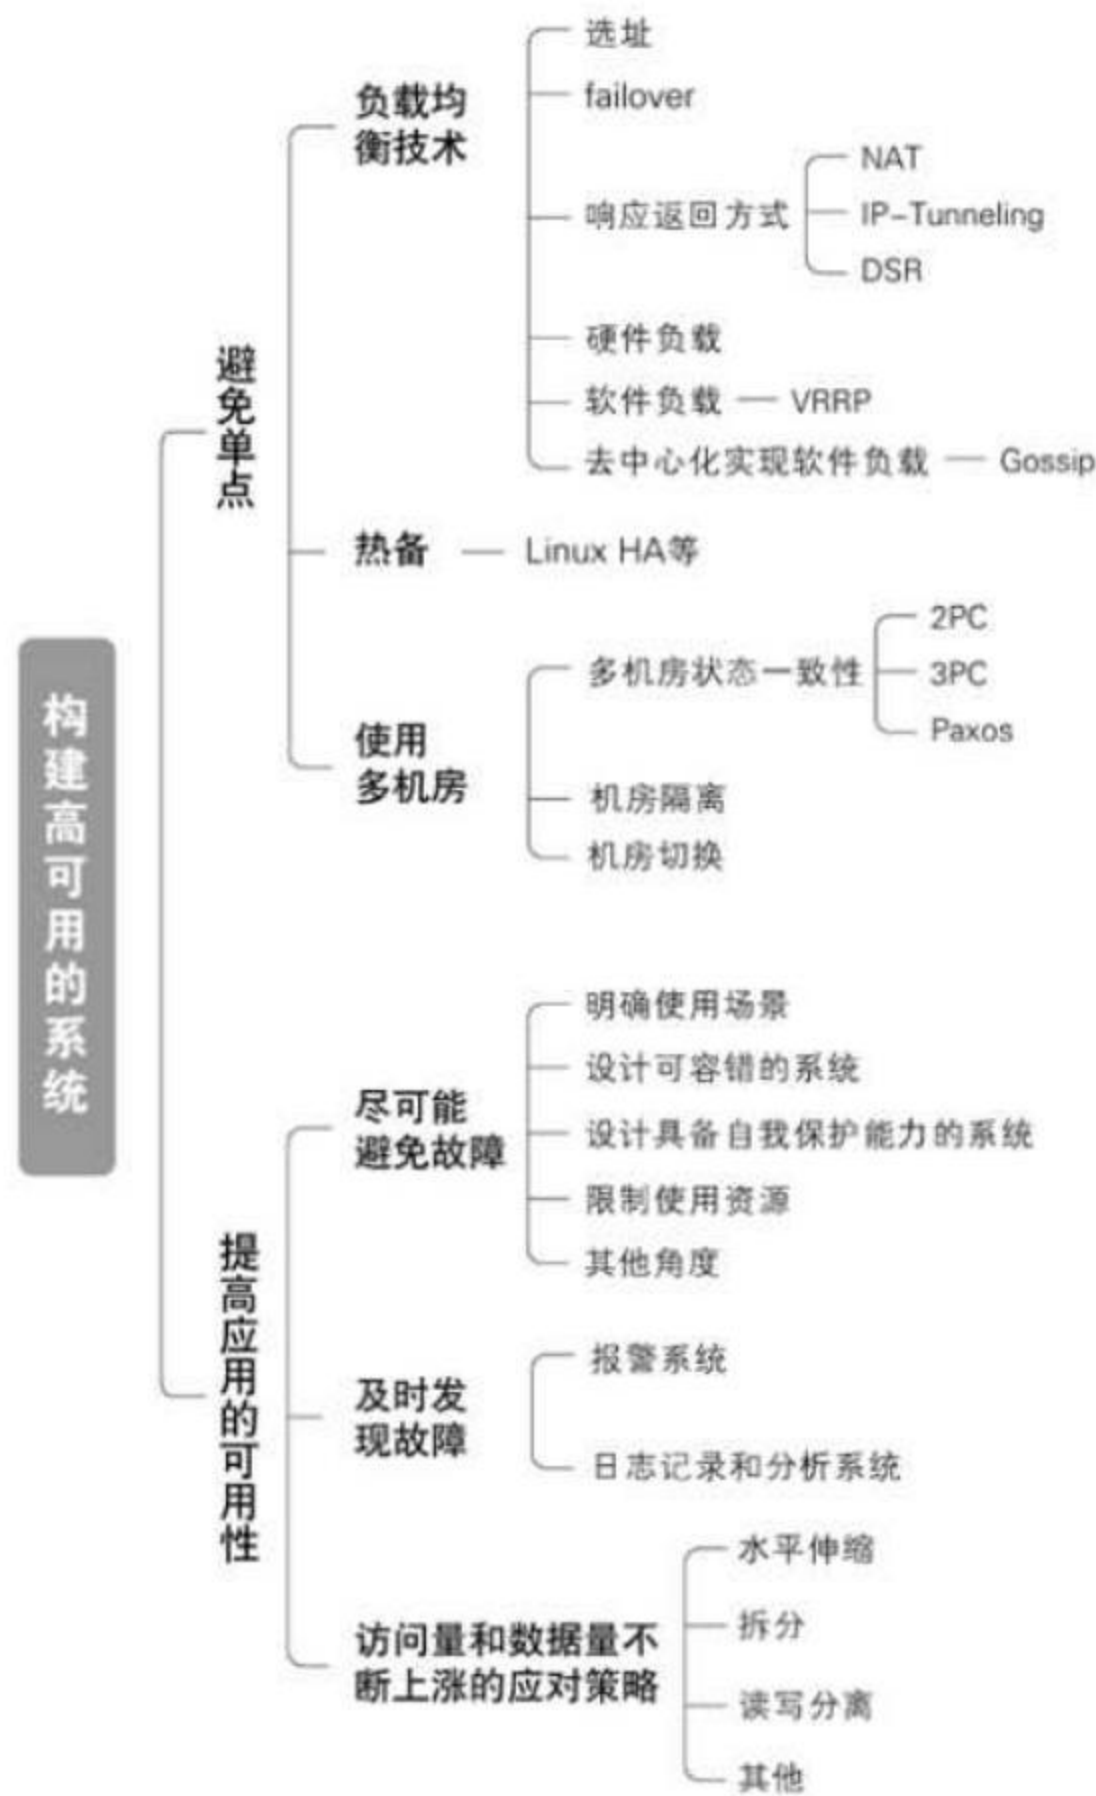 构建高可用的系统
避免单点
负载均
衡技术
选址
failover
响应返回方式
NAT
IP-Tunneling
DSR
硬件负载
软件负载
VRRP
去中心化实现软件负载
Gossip
热备
Linux HA等
使用
多机房
多机房状态一致性
2PC
3PC
Paxos
机房隔离
机房切换
提高应用的可用性
尽可能
避免故障
明确使用场景
设计可容错的系统
设计具备自我保护能力的系统
限制使用资源
其他角度
及时发
现故障
报警系统
日志记录和分析系统
访问量和数据量不
断上涨的应对策略
水平伸缩
拆分
读写分离
其他